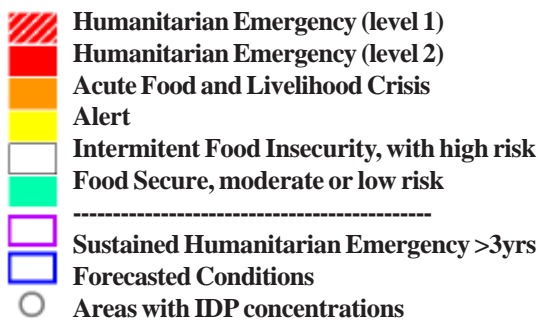 Humanitarian Emergency (level 1)
Humanitarian Emergency (level 2)
Acute Food and Livelihood Crisis
Alert
Intermitent Food Insecurity, with high risk
Food Secure, moderate or low risk
---------------------------------------------
Sustained Humanitarian Emergency >3yrs
Forecasted Conditions
Areas with IDP concentrations